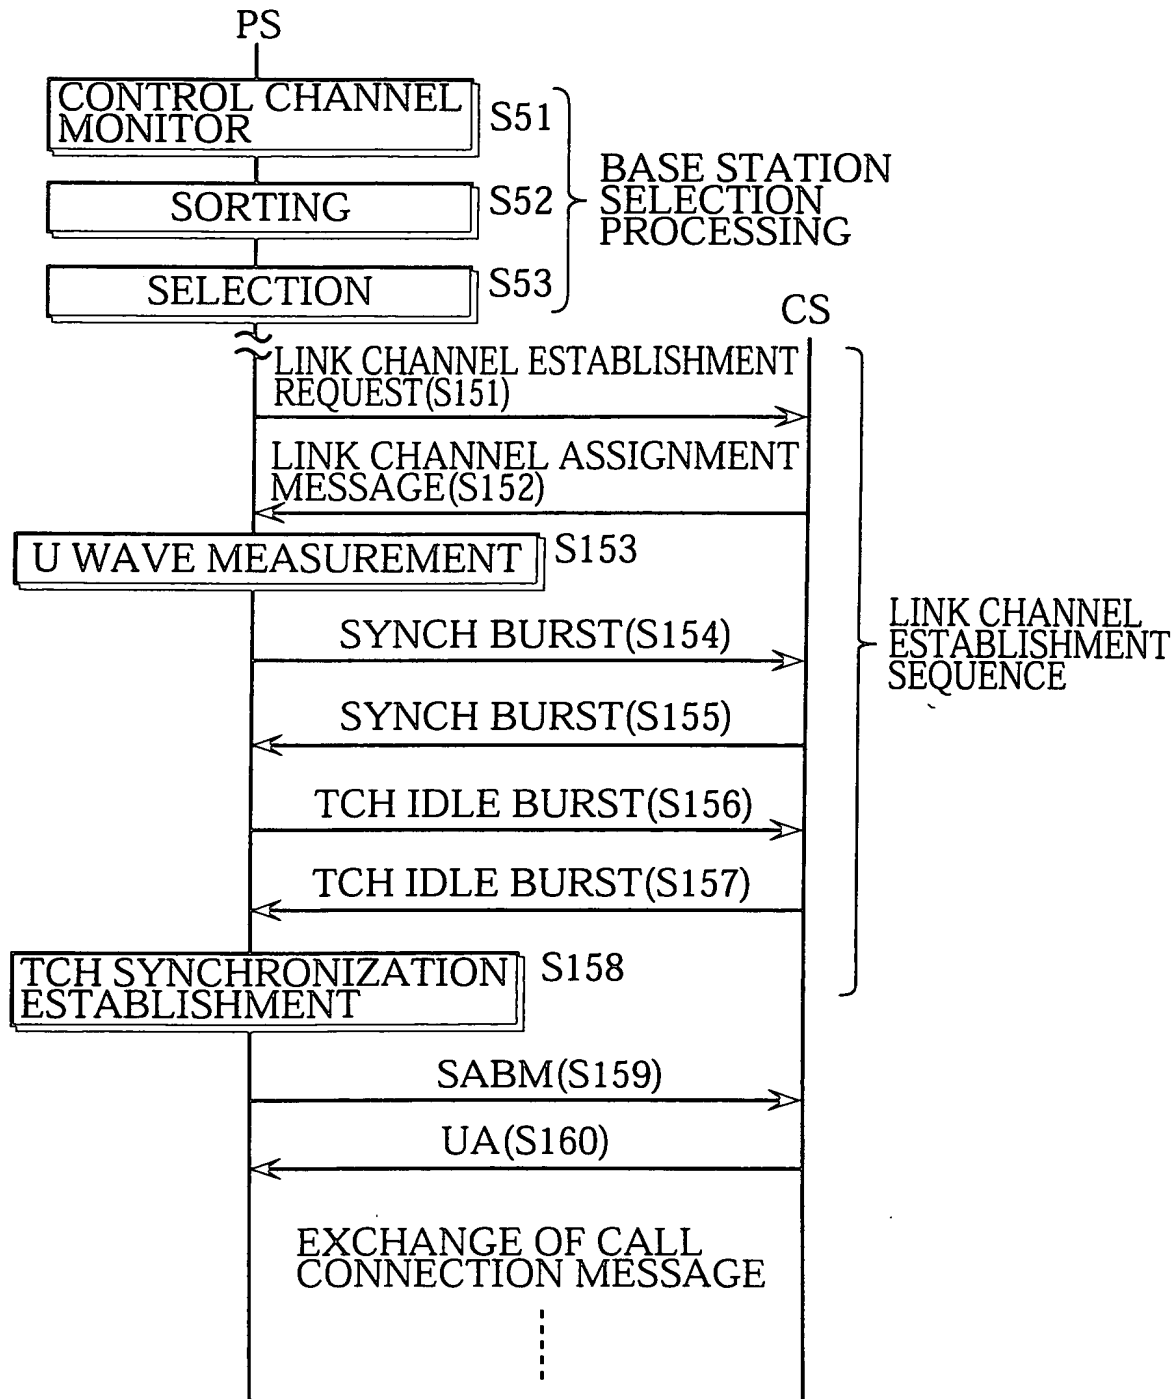 PS
CONTROL CHANNEL
MONITOR
S51
SORTING
S52
SELECTION
S53
BASE STATION
SELECTION
PROCESSING
CS
LINK CHANNEL ESTABLISHMENT
REQUEST(S151)
LINK CHANNEL ASSIGNMENT
MESSAGE(S152)
U WAVE MEASUREMENT
S153
SYNCH BURST(S154)
SYNCH BURST(S155)
TCH IDLE BURST(S156)
TCH IDLE BURST(S157)
LINK CHANNEL
ESTABLISHMENT
SEQUENCE
TCH SYNCHRONIZATION
ESTABLISHMENT
S158
SABM(S159)
UA(S160)
EXCHANGE OF CALL
CONNECTION MESSAGE